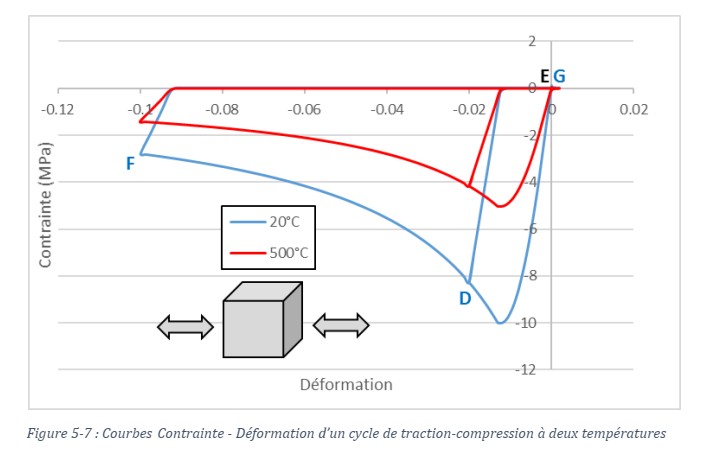 2
E G
0
-0.12 -0.1 -0.08 -0.06 -0.04 -0.02 0 0.02
-2
F
-4
-6
-8
D
-10
-12
Contrainte (MPa)
20°C
500°C
Déformation
Figure 5-7 : Courbes Contrainte - Déformation d'un cycle de traction-compression à deux températures